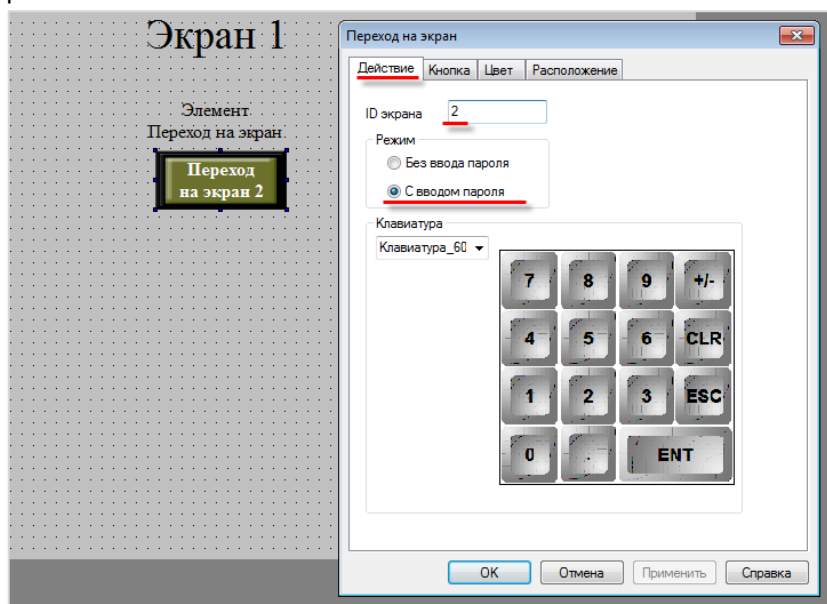 Экран 1
Элемент
Переход на экран
Переход
на экран 2
Переход на экран
Действие Кнопка Цвет Расположение
ID экрана 2
Режим
Без ввода пароля
С вводом пароля
Клавиатура
Клавиатура_60
7 8 9 +/-
4 5 6 CLR
1 2 3 ESC
0 . ENT
OK Отмена Применить Справка